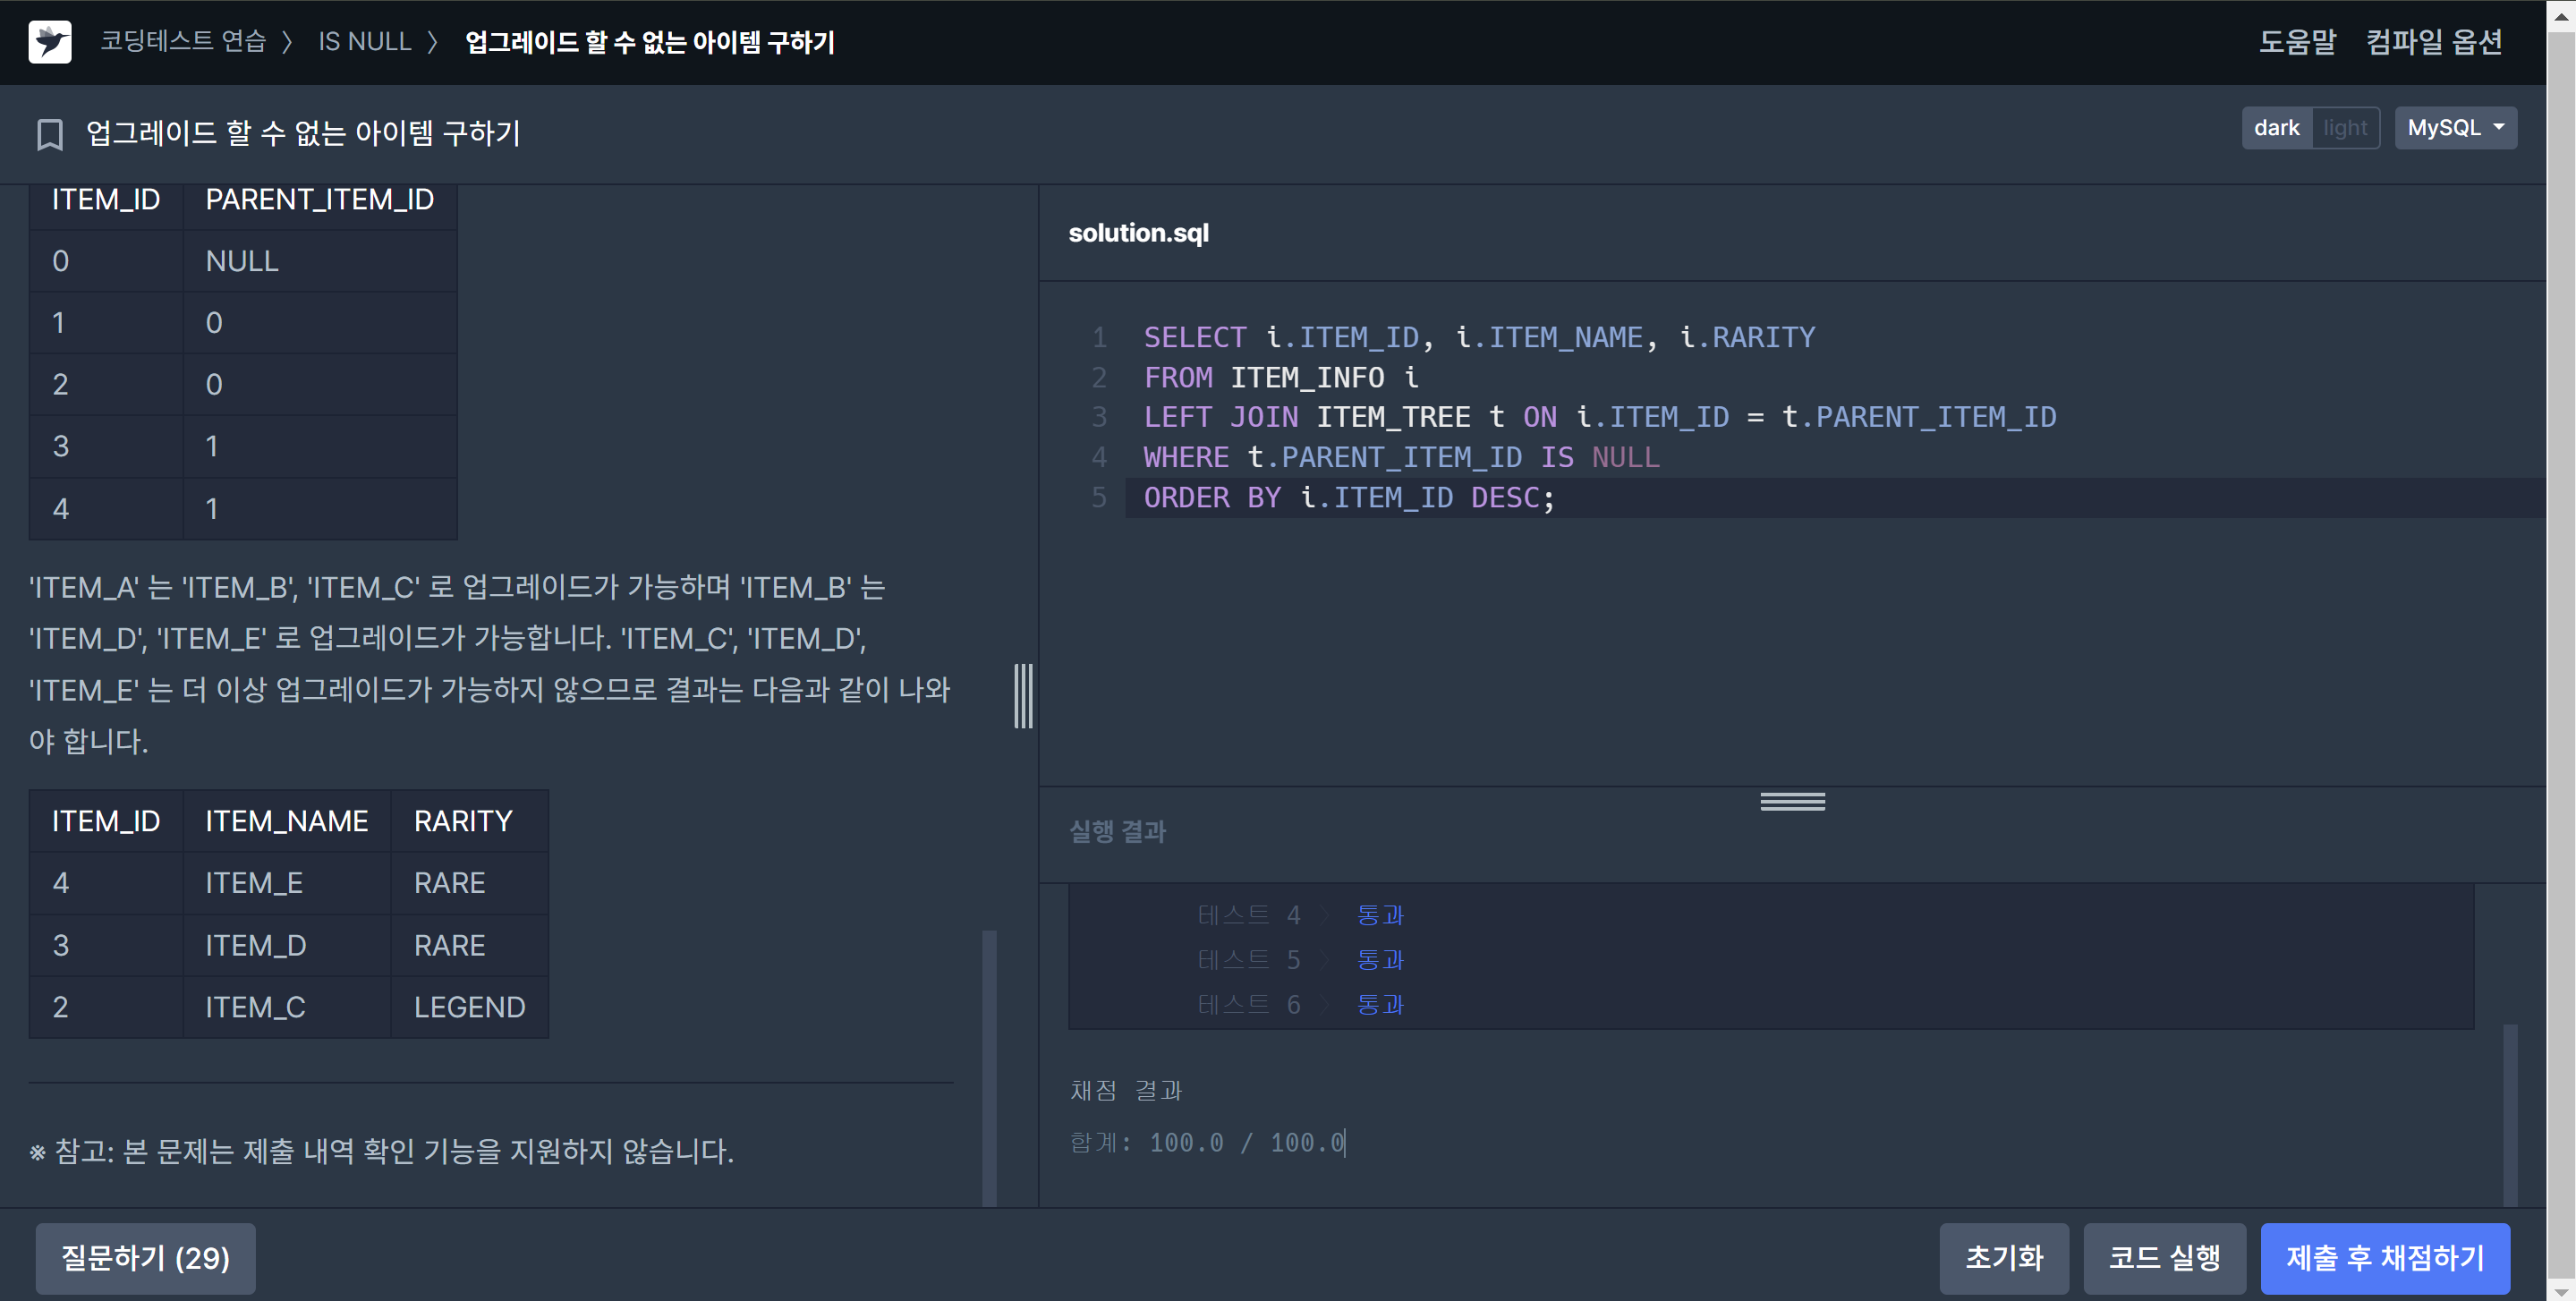 코딩테스트 연습 〉 IS NULL 〉 업그레이드 할 수 없는 아이템 구하기
도움말 컴파일 옵션
업그레이드 할 수 없는 아이템 구하기
dark light MySQL
ITEM_ID PARENT_ITEM_ID
0 NULL
1 0
2 0
3 1
4 1
'ITEM_A' 는 'ITEM_B', 'ITEM_C' 로 업그레이드가 가능하며 'ITEM_B' 는
'ITEM_D', 'ITEM_E' 로 업그레이드가 가능합니다. 'ITEM_C', 'ITEM_D',
'ITEM_E' 는 더 이상 업그레이드가 가능하지 않으므로 결과는 다음과 같이 나와
야 합니다.
ITEM_ID ITEM_NAME RARITY
4 ITEM_E RARE
3 ITEM_D RARE
2 ITEM_C LEGEND
※ 참고: 본 문제는 제출 내역 확인 기능을 지원하지 않습니다.
solution.sql
1 SELECT i.ITEM_ID, i.ITEM_NAME, i.RARITY
2 FROM ITEM_INFO i
3 LEFT JOIN ITEM_TREE t ON i.ITEM_ID = t.PARENT_ITEM_ID
4 WHERE t.PARENT_ITEM_ID IS NULL
5 ORDER BY i.ITEM_ID DESC;
실행 결과
테스트 4 〉 통과
테스트 5 〉 통과
테스트 6 〉 통과
채점 결과
합계: 100.0 / 100.0
질문하기 (29)
초기화 코드 실행 제출 후 채점하기